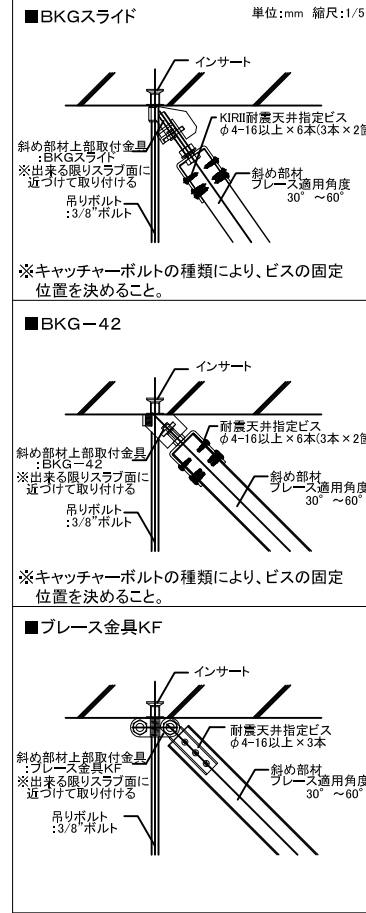 ■BKGスライド
単位:mm 縮尺:1/5
インサート
KIRII耐震天井指定ビス
φ4-16以上×6本(3本×2箇
斜め部材上部取付金具
:BKGスライド
※出来る限りスラブ面に
近づけて取り付ける
斜め部材
ブレース適用角度
30°~60°
吊りボルト
:3/8"ボルト
※キャッチャーボルトの種類により、ビスの固定
位置を決めること。
■BKG-42
インサート
耐震天井指定ビス
φ4-16以上×6本(3本×2箇
斜め部材上部取付金具
:BKG-42
※出来る限りスラブ面に
近づけて取り付ける
斜め部材
ブレース適用角度
30°~60°
吊りボルト
:3/8"ボルト
※キャッチャーボルトの種類により、ビスの固定
位置を決めること。
■ブレース金具KF
インサート
耐震天井指定ビス
φ4-16以上×3本
斜め部材上部取付金具
:ブレース金具KF
※出来る限りスラブ面に
近づけて取り付ける
斜め部材
ブレース適用角度
30°~60°
吊りボルト
:3/8"ボルト